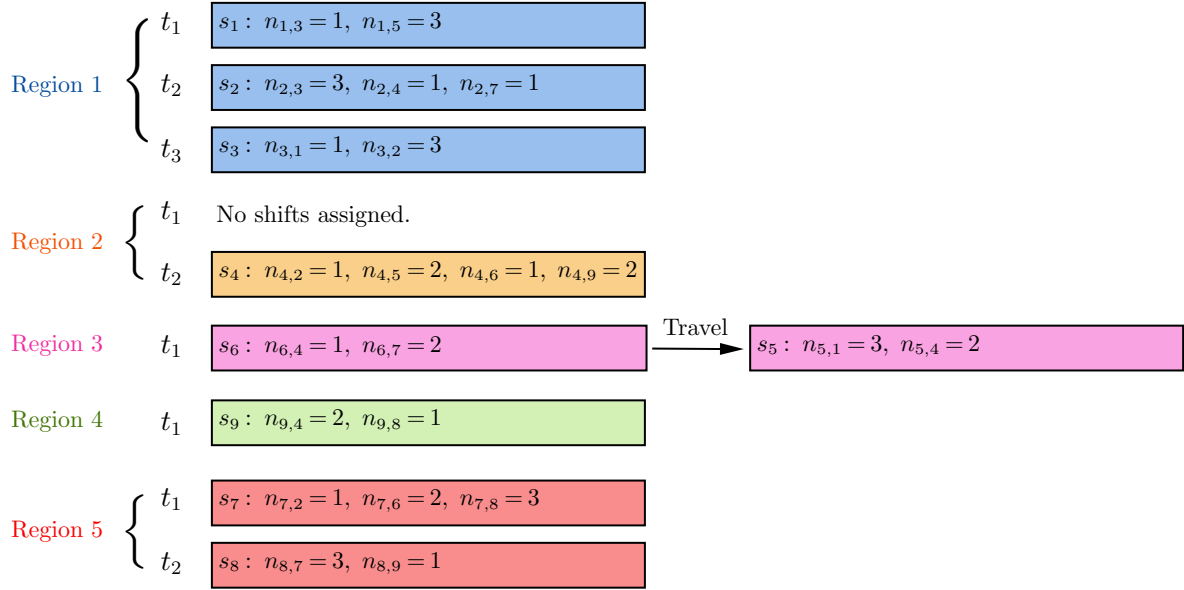 t₁ s₁ : n₁,₃ = 1, n₁,₅ = 3
Region 1 t₂ s₂ : n₂,₃ = 3, n₂,₄ = 1, n₂,₇ = 1
t₃ s₃ : n₃,₁ = 1, n₃,₂ = 3
t₁ No shifts assigned.
Region 2
t₂ s₄ : n₄,₂ = 1, n₄,₅ = 2, n₄,₆ = 1, n₄,₉ = 2
Travel
Region 3 t₁ s₆ : n₆,₄ = 1, n₆,₇ = 2 s₅ : n₅,₁ = 3, n₅,₄ = 2
Region 4 t₁ s₉ : n₉,₄ = 2, n₉,₈ = 1
t₁ s₇ : n₇,₂ = 1, n₇,₆ = 2, n₇,₈ = 3
Region 5
t₂ s₈ : n₈,₇ = 3, n₈,₉ = 1